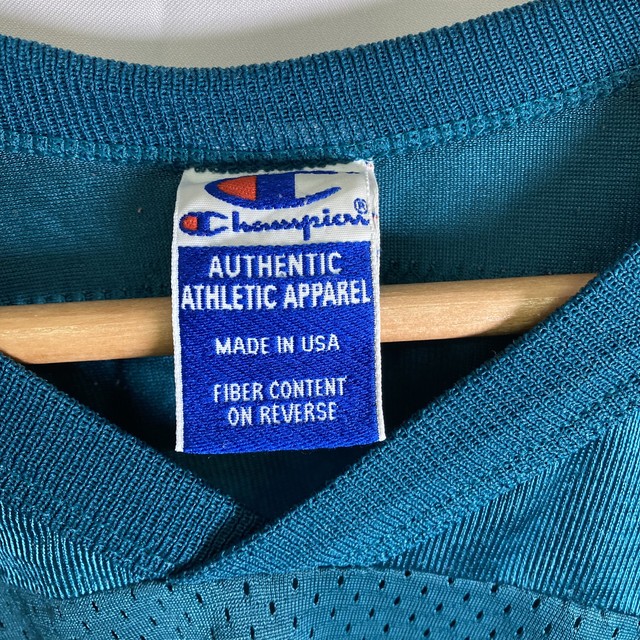 Champion®
AUTHENTIC
ATHLETIC APPAREL
MADE IN USA
FIBER CONTENT
ON REVERSE